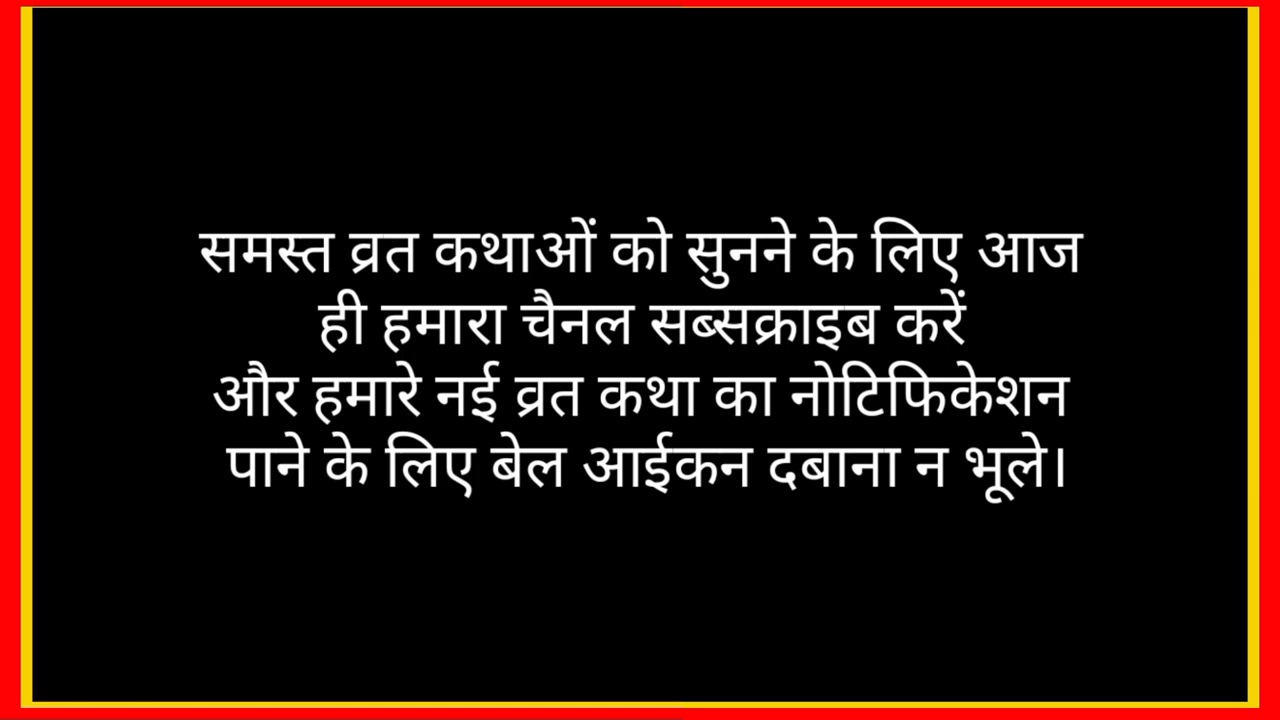 समस्त व्रत कथाओं को सुनने के लिए आज
ही हमारा चैनल सब्सक्राइब करें
और हमारे नई व्रत कथा का नोटिफिकेशन
पाने के लिए बेल आईकन दबाना न भूले।